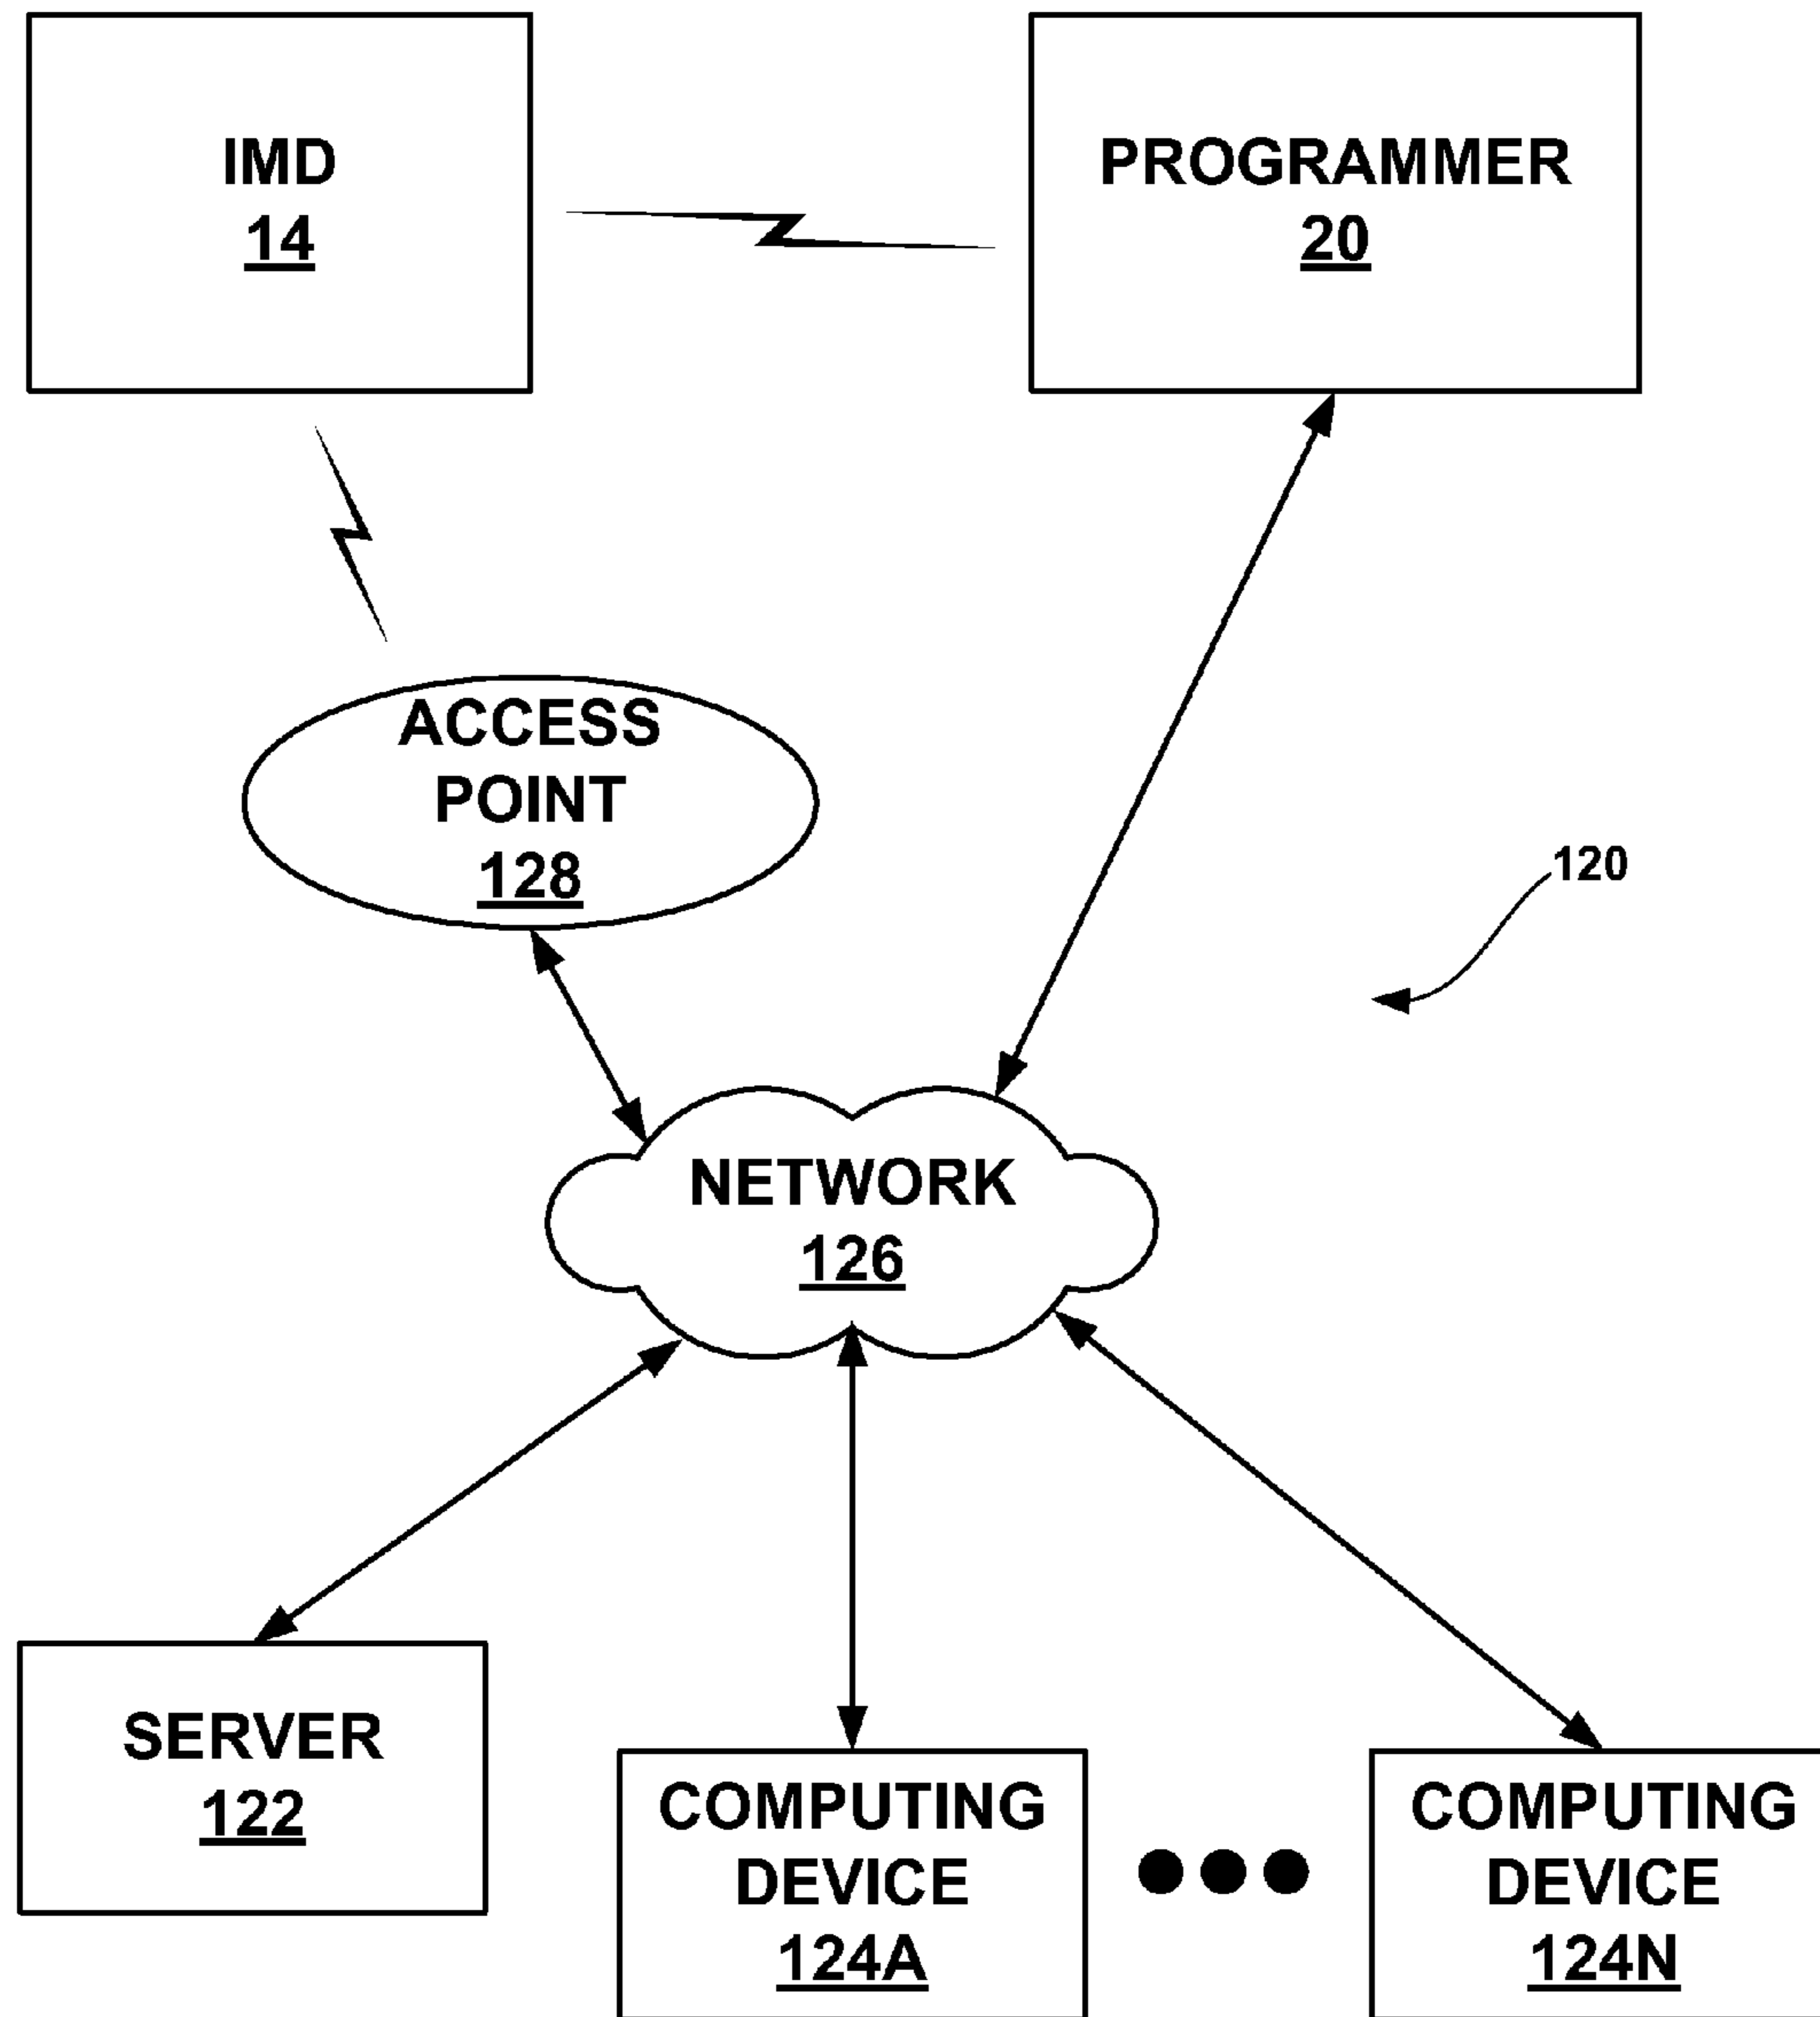 IMD
14
PROGRAMMER
20
ACCESS
POINT
128
120
NETWORK
126
SERVER
122
COMPUTING
DEVICE
124A
COMPUTING
DEVICE
124N